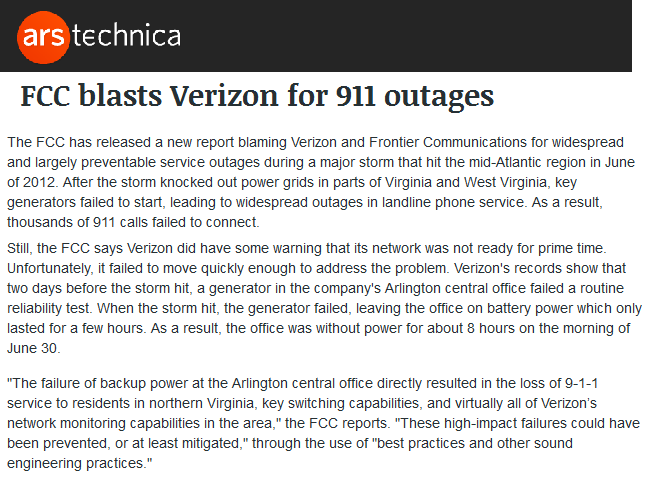 ars technica
FCC blasts Verizon for 911 outages
The FCC has released a new report blaming Verizon and Frontier Communications for widespread
and largely preventable service outages during a major storm that hit the mid-Atlantic region in June
of 2012. After the storm knocked out power grids in parts of Virginia and West Virginia, key
generators failed to start, leading to widespread outages in landline phone service. As a result,
thousands of 911 calls failed to connect.
Still, the FCC says Verizon did have some warning that its network was not ready for prime time.
Unfortunately, it failed to move quickly enough to address the problem. Verizon's records show that
two days before the storm hit, a generator in the company's Arlington central office failed a routine
reliability test. When the storm hit, the generator failed, leaving the office on battery power which only
lasted for a few hours. As a result, the office was without power for about 8 hours on the morning of
June 30.
"The failure of backup power at the Arlington central office directly resulted in the loss of 9-1-1
service to residents in northern Virginia, key switching capabilities, and virtually all of Verizon’s
network monitoring capabilities in the area," the FCC reports. "These high-impact failures could have
been prevented, or at least mitigated," through the use of "best practices and other sound
engineering practices."